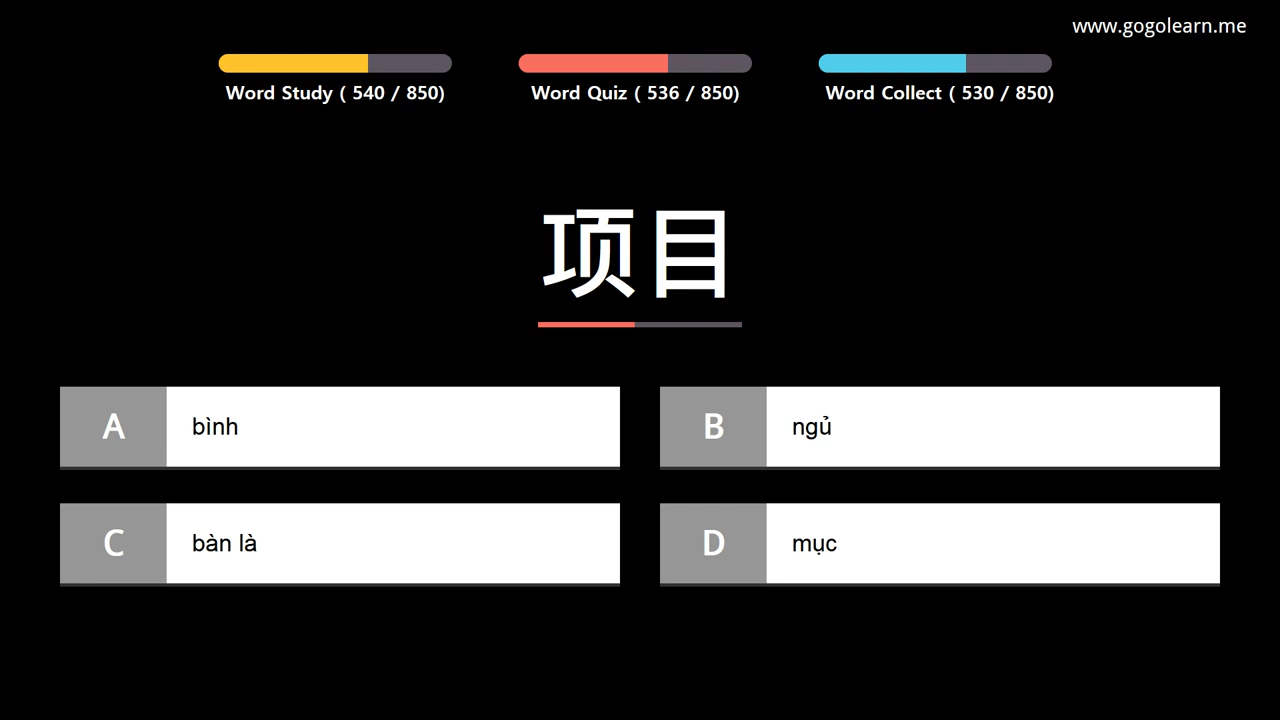 www.gogolearn.me
Word Study ( 540 / 850)
Word Quiz ( 536 / 850)
Word Collect ( 530 / 850)
项目
A bình
B ngủ
C bàn là
D mục